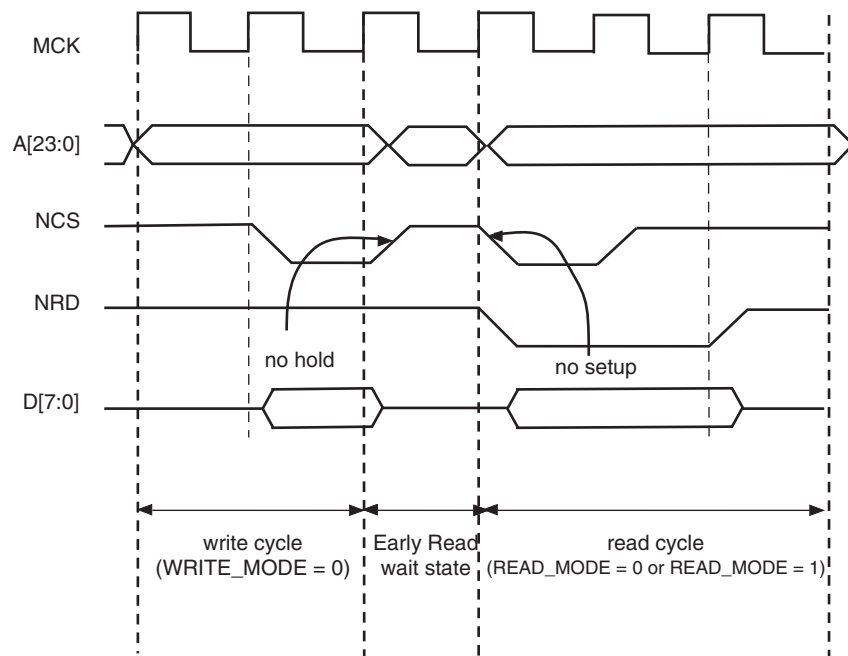 MCK
A[23:0]
NCS
NRD
no hold
no setup
D[7:0]
write cycle
(WRITE_MODE = 0)
Early Read
wait state
read cycle
(READ_MODE = 0 or READ_MODE = 1)